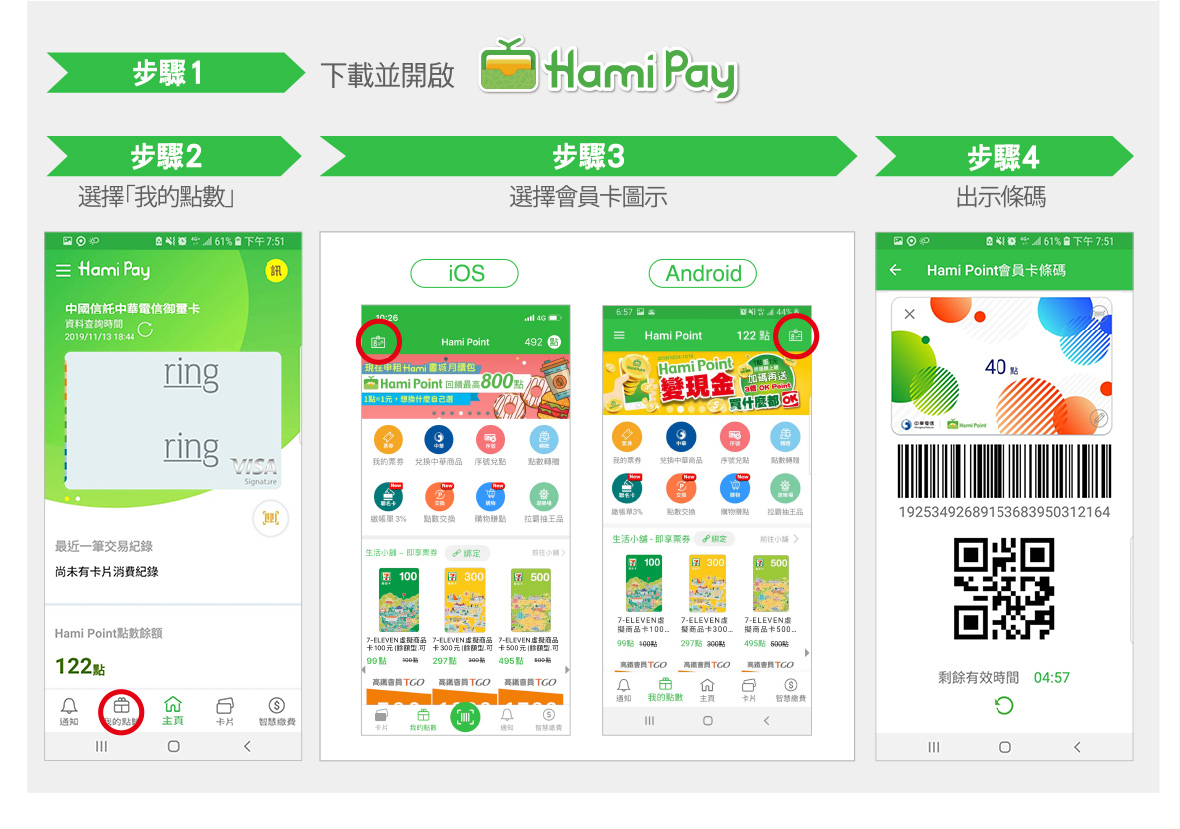 步驟1
下載並開啟 Hami Pay
步驟2
選擇「我的點數」
步驟3
選擇會員卡圖示
步驟4
出示條碼
61% 下午7:51
Hami Pay
訊
中國信託中華電信御璽卡
資料查詢時間
2019/11/13 18:44
ring
ring
VISA
Signature
最近一筆交易紀錄
尚未有卡片消費紀錄
Hami Point點數餘額
122點
通知 我的點數 主頁 卡片 智慧繳費
iOS
10:26 4G
Hami Point 492 點
現在申租Hami書城月讀包
Hami Point 回饋最高800點
1點=1元，想換什麼自己選
我的票券 兌換中華商品 序號兌點 點數轉贈
New New New
繳帳單3% 點數交換 購物賺點 拉霸抽王品
生活小舖 – 即享票券 綁定 前往小舖
100 300 500
7-ELEVEN虛擬商品卡100元(餘額型.可
7-ELEVEN虛擬商品卡300元(餘額型.可
7-ELEVEN虛擬商品卡500元(餘額型.可
99點 100點 297點 300點 495點 500點
高鐵會員TGO 高鐵會員TGO 高鐵會員TGO
卡片 我的點數 通知 智慧繳費
Android
6:57 44%
Hami Point 122 點
Hami Point
變現金
加碼再送
3倍 OK Point
買什麼都OK
我的票券 兌換中華商品 序號兌點 點數轉贈
New New New
繳帳單3% 點數交換 購物賺點 拉霸抽王品
生活小舖 - 即享票券 綁定 前往小舖
100 300 500
7-ELEVEN虛擬商品卡100...
7-ELEVEN虛擬商品卡300...
7-ELEVEN虛擬商品卡500...
99點 100點 297點 300點 495點 500點
高鐵會員TGO 高鐵會員TGO 高鐵會員TGO
通知 我的點數 主頁 卡片 智慧繳費
61% 下午7:51
Hami Point會員卡條碼
40 點
中華電信 Hami Point
19253492689153683950312164
剩餘有效時間 04:57